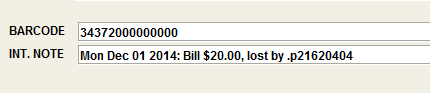 BARCODE 34372000000000
INT. NOTE Mon Dec 01 2014: Bill $20.00, lost by .p21620404